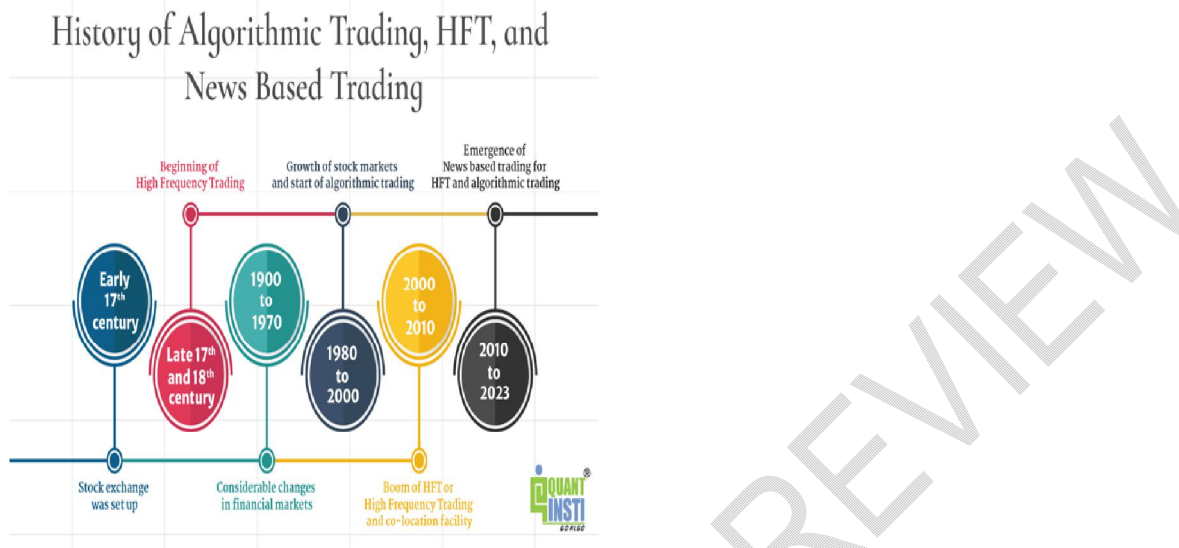 History of Algorithmic Trading, HFT, and
News Based Trading
Beginning of
High Frequency Trading
Growth of stock markets
and start of algorithmic trading
Emergence of
News based trading for
HFT and algorithmic trading
Early
17th
century
Late 17th
and 18th
century
1900
to
1970
1980
to
2000
2000
to
2010
2010
to
2023
Stock exchange
was set up
Considerable changes
in financial markets
Boom of HFT or
High Frequency Trading
and co-location facility
QUANT
INSTI
®
REVIEW